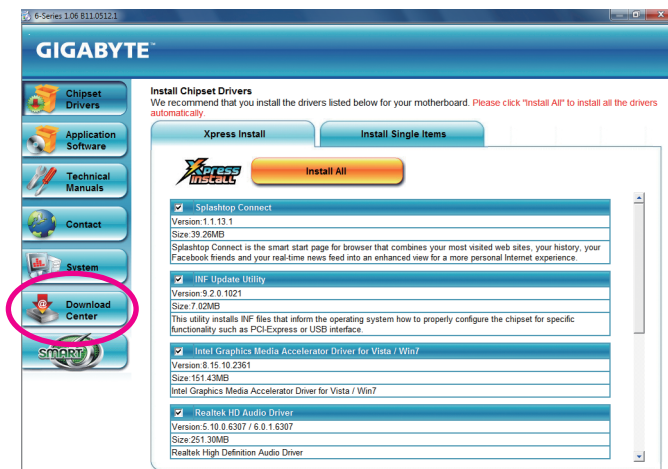 6-Series 1.06 B11.0512.1
GIGABYTE™
Chipset
Drivers
Application
Software
Technical
Manuals
Contact
System
Download
Center
SMART
Install Chipset Drivers
We recommend that you install the drivers listed below for your motherboard. Please click "Install All" to install all the drivers
automatically.
Xpress Install
Install Single Items
Xpress
Install
Install All
Splashtop Connect
Version:1.1.13.1
Size:39.26MB
Splashtop Connect is the smart start page for browser that combines your most visited web sites, your history, your
Facebook friends and your real-time news feed into an enhanced view for a more personal Internet experience.
INF Update Utility
Version:9.2.0.1021
Size:7.02MB
This utility installs INF files that inform the operating system how to properly configure the chipset for specific
functionality such as PCI-Express or USB interface.
Intel Graphics Media Accelerator Driver for Vista / Win7
Version:8.15.10.2361
Size:151.43MB
Intel Graphics Media Accelerator Driver for Vista / Win7
Realtek HD Audio Driver
Version:5.10.0.6307 / 6.0.1.6307
Size:251.30MB
Realtek High Definition Audio Driver